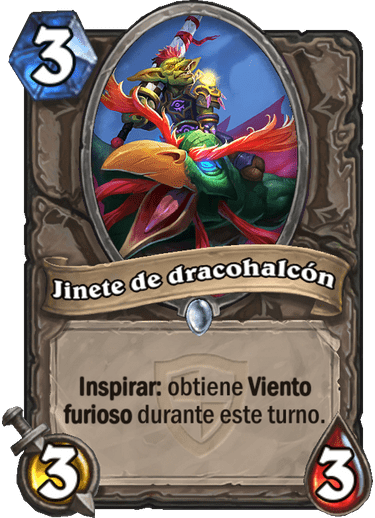 3
Jinete de dracohalcón
Inspirar: obtiene Viento
furioso durante este turno.
3
3